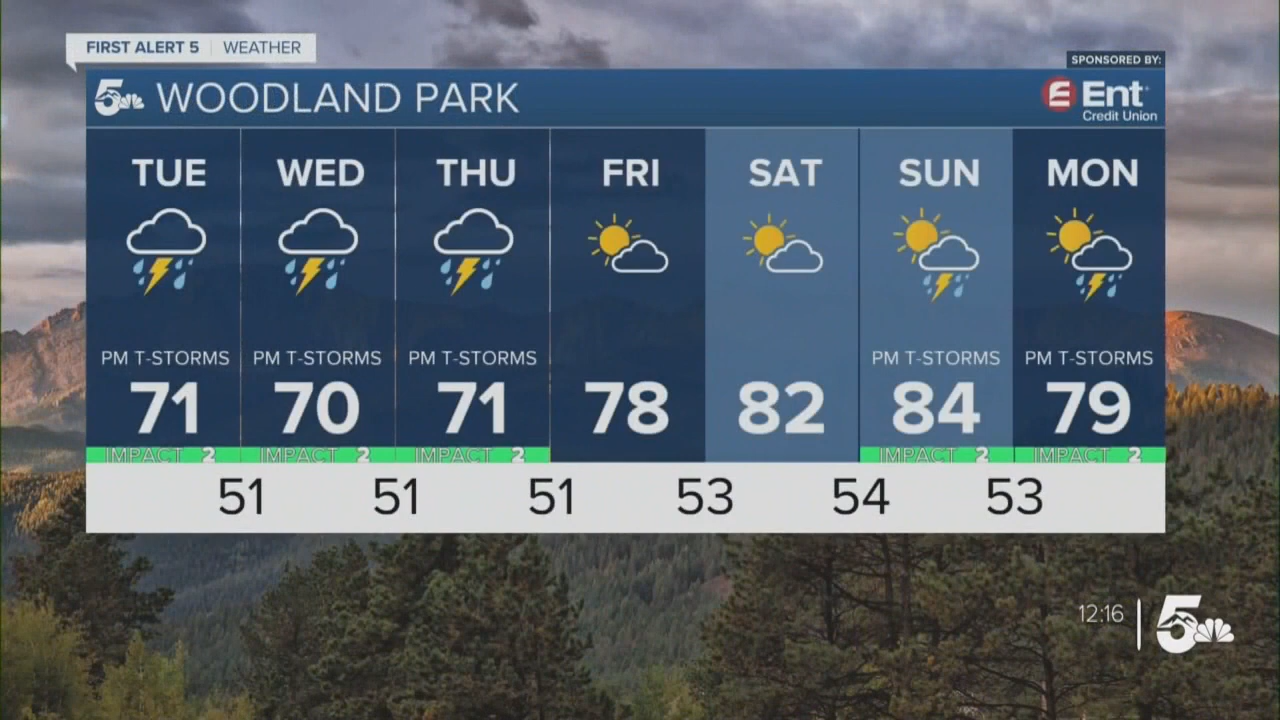 FIRST ALERT 5 | WEATHER
SPONSORED BY:
5 WOODLAND PARK
Ent
Credit Union
TUE WED THU FRI SAT SUN MON
PM T-STORMS PM T-STORMS PM T-STORMS PM T-STORMS PM T-STORMS
71 70 71 78 82 84 79
IMPACT 2 IMPACT 2 IMPACT 2 IMPACT 2 IMPACT 2
51 51 51 53 54 53
12:16 | 5